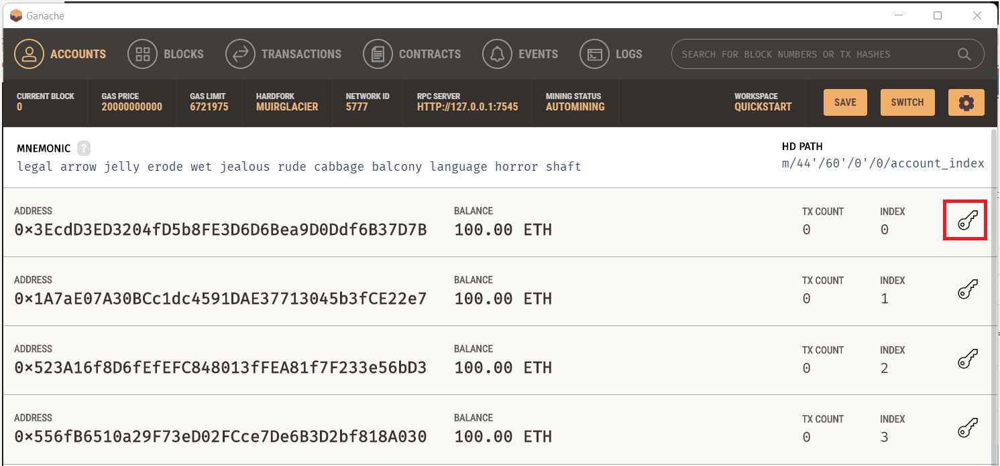 Ganache
ACCOUNTS BLOCKS TRANSACTIONS CONTRACTS EVENTS LOGS SEARCH FOR BLOCK NUMBERS OR TX HASHES
CURRENT BLOCK GAS PRICE GAS LIMIT HARDFORK NETWORK ID RPC SERVER MINING STATUS WORKSPACE
0 20000000000 6721975 MUIRGLACIER 5777 HTTP://127.0.0.1:7545 AUTOMINING QUICKSTART SAVE SWITCH
MNEMONIC ? HD PATH
legal arrow jelly erode wet jealous rude cabbage balcony language horror shaft m/44'/60'/0'/0/account_index
ADDRESS BALANCE TX COUNT INDEX
0×3EcdD3ED3204fD5b8FE3D6D6Bea9D0Ddf6B37D7B 100.00 ETH 0 0
ADDRESS BALANCE TX COUNT INDEX
0×1A7aE07A30BCc1dc4591DAE37713045b3fCE22e7 100.00 ETH 0 1
ADDRESS BALANCE TX COUNT INDEX
0×523A16f8D6fEfEFC848013fFEA81f7F233e56bD3 100.00 ETH 0 2
ADDRESS BALANCE TX COUNT INDEX
0×556fB6510a29F73eD02FCce7De6B3D2bf818A030 100.00 ETH 0 3